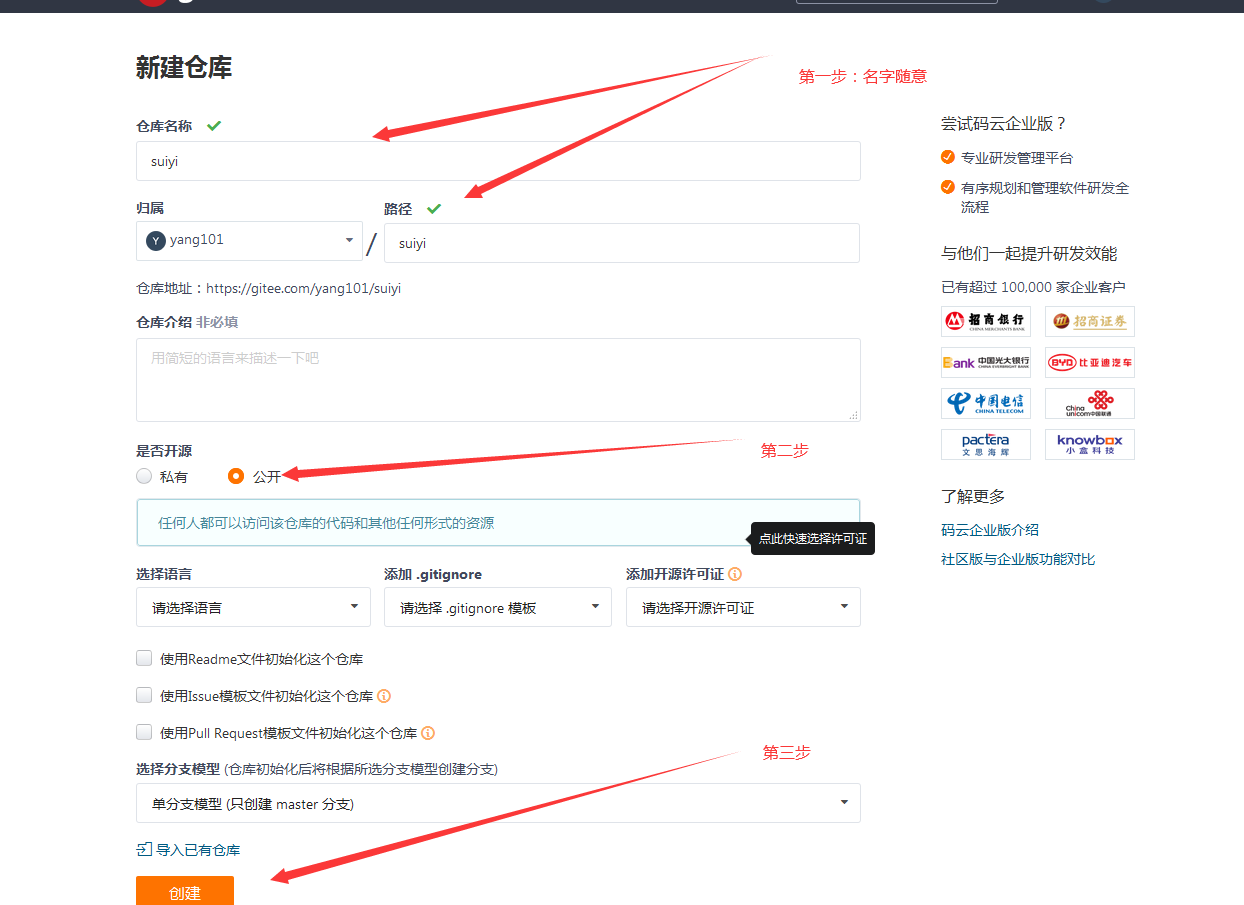 新建仓库
第一步：名字随意
仓库名称
suiyi
归属
路径
Y yang101
/
suiyi
仓库地址：https://gitee.com/yang101/suiyi
仓库介绍 非必填
用简短的语言来描述一下吧
是否开源
第二步
私有
公开
任何人都可以访问该仓库的代码和其他任何形式的资源
点此快速选择许可证
选择语言
添加 .gitignore
添加开源许可证
请选择语言
请选择 .gitignore 模板
请选择开源许可证
使用Readme文件初始化这个仓库
使用Issue模板文件初始化这个仓库
使用Pull Request模板文件初始化这个仓库
第三步
选择分支模型 (仓库初始化后将根据所选分支模型创建分支)
单分支模型 (只创建 master 分支)
导入已有仓库
创建
尝试码云企业版？
专业研发管理平台
有序规划和管理软件研发全
流程
与他们一起提升研发效能
已有超过 100,000 家企业客户
招商银行
CHINA MERCHANTS BANK
招商证券
Bank 中国光大银行
CHINA EVERBRIGHT BANK
BYD 比亚迪汽车
中国电信
CHINA TELECOM
China
unicom中国联通
pactera
文思海辉
knowbox
小盒科技
了解更多
码云企业版介绍
社区版与企业版功能对比